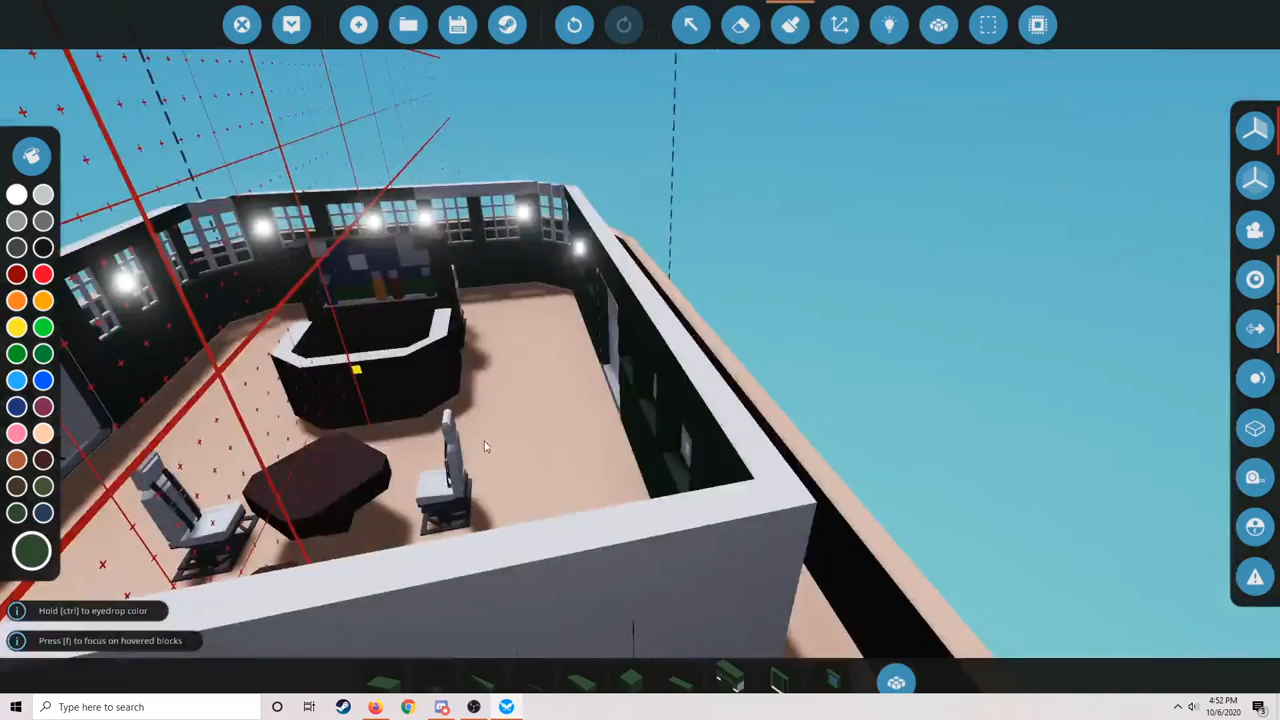 Hold [ctrl] to eyedrop color
Press [f] to focus on hovered blocks
Type here to search
4:52 PM
10/6/2020
3